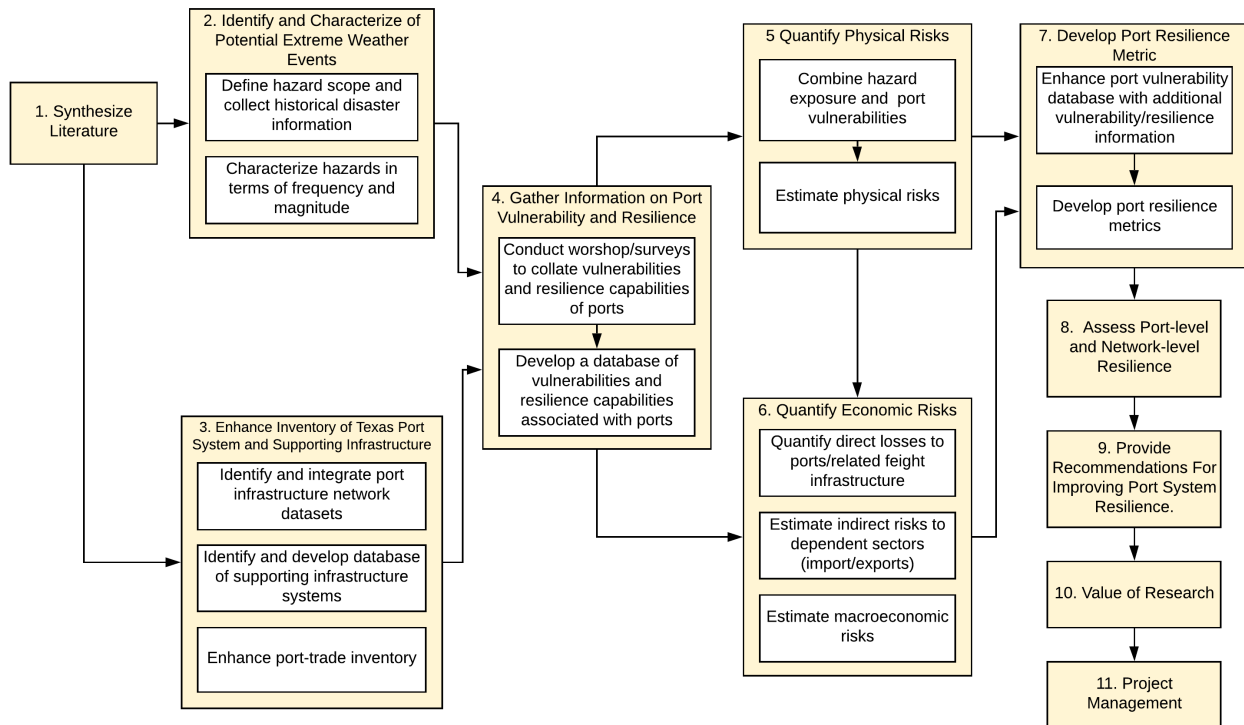 1. Synthesize
Literature
2. Identify and Characterize of
Potential Extreme Weather
Events
Define hazard scope and
collect historical disaster
information
Characterize hazards in
terms of frequency and
magnitude
3. Enhance Inventory of Texas Port
System and Supporting Infrastructure
Identify and integrate port
infrastructure network
datasets
Identify and develop database
of supporting infrastructure
systems
Enhance port-trade inventory
4. Gather Information on Port
Vulnerability and Resilience
Conduct worshop/surveys
to collate vulnerabilities
and resilience capabilities
of ports
Develop a database of
vulnerabilities and
resilience capabilities
associated with ports
5 Quantify Physical Risks
Combine hazard
exposure and port
vulnerabilities
Estimate physical risks
6. Quantify Economic Risks
Quantify direct losses to
ports/related feight
infrastructure
Estimate indirect risks to
dependent sectors
(import/exports)
Estimate macroeconomic
risks
7. Develop Port Resilience
Metric
Enhance port vulnerability
database with additional
vulnerability/resilience
information
Develop port resilience
metrics
8. Assess Port-level
and Network-level
Resilience
9. Provide
Recommendations For
Improving Port System
Resilience.
10. Value of Research
11. Project
Management